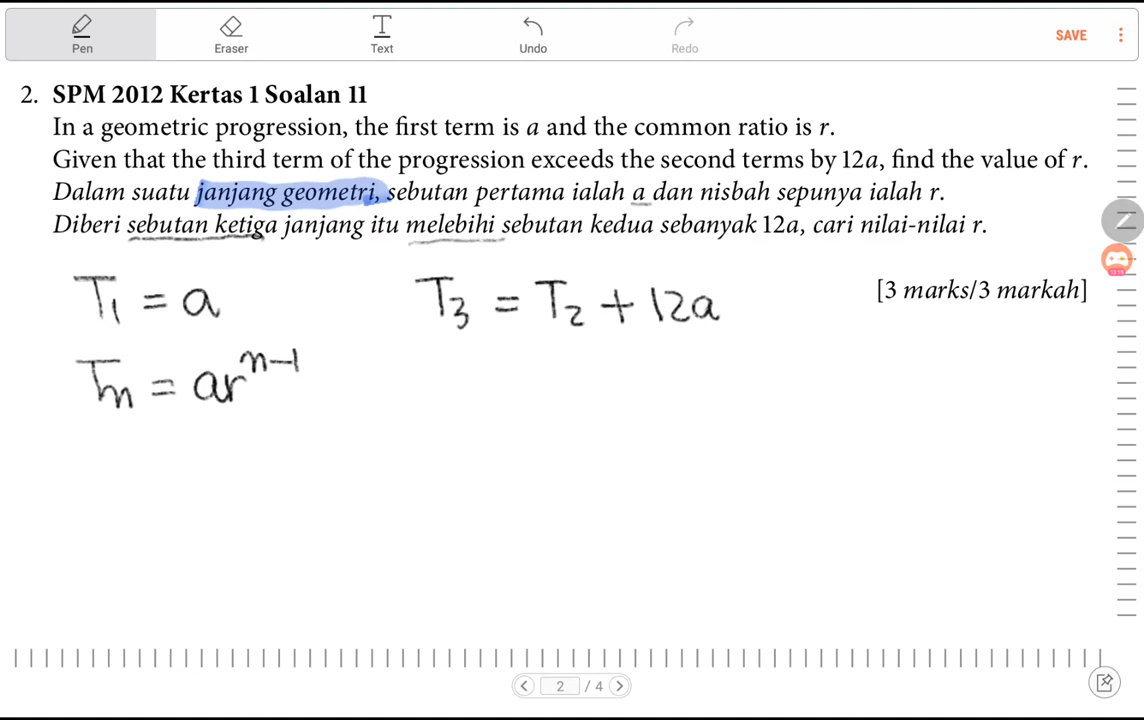 Pen
Eraser
Text
Undo
Redo
SAVE
2. SPM 2012 Kertas 1 Soalan 11
In a geometric progression, the first term is a and the common ratio is r.
Given that the third term of the progression exceeds the second terms by 12a, find the value of r.
Dalam suatu janjang geometri, sebutan pertama ialah a dan nisbah sepunya ialah r.
Diberi sebutan ketiga janjang itu melebihi sebutan kedua sebanyak 12a, cari nilai-nilai r.
[3 marks/3 markah]
T₁ = a
T₃ = T₂ + 12a
Tₙ = arⁿ⁻¹
2 / 4